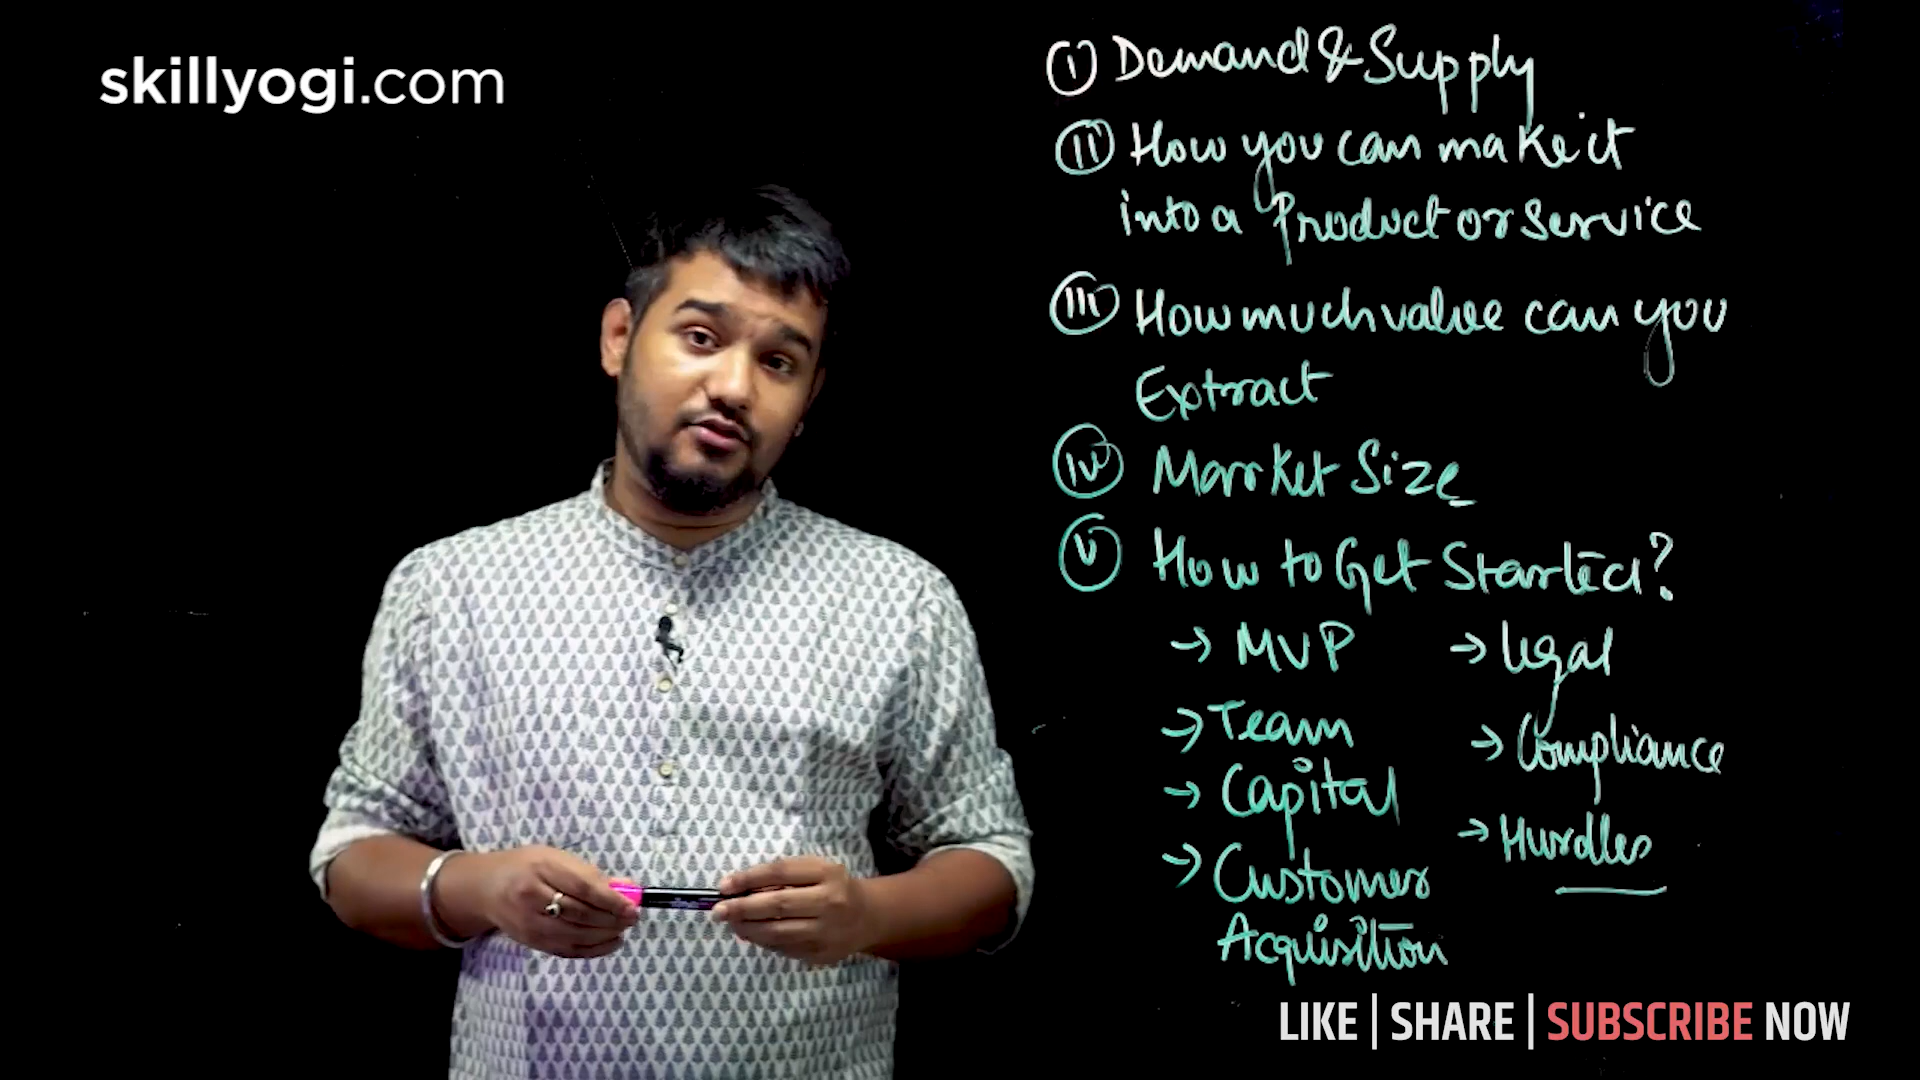 skillyogi.com
(i) Demand & Supply
(ii) How you can make it
into a Product or Service
(iii) How much value can you
Extract
(iv) Market Size
(v) How to Get Started?
→ MVP
→ Team
→ Capital
→ Customer
Acquisition
→ Legal
→ Compliance
→ Hurdles
LIKE | SHARE | SUBSCRIBE NOW